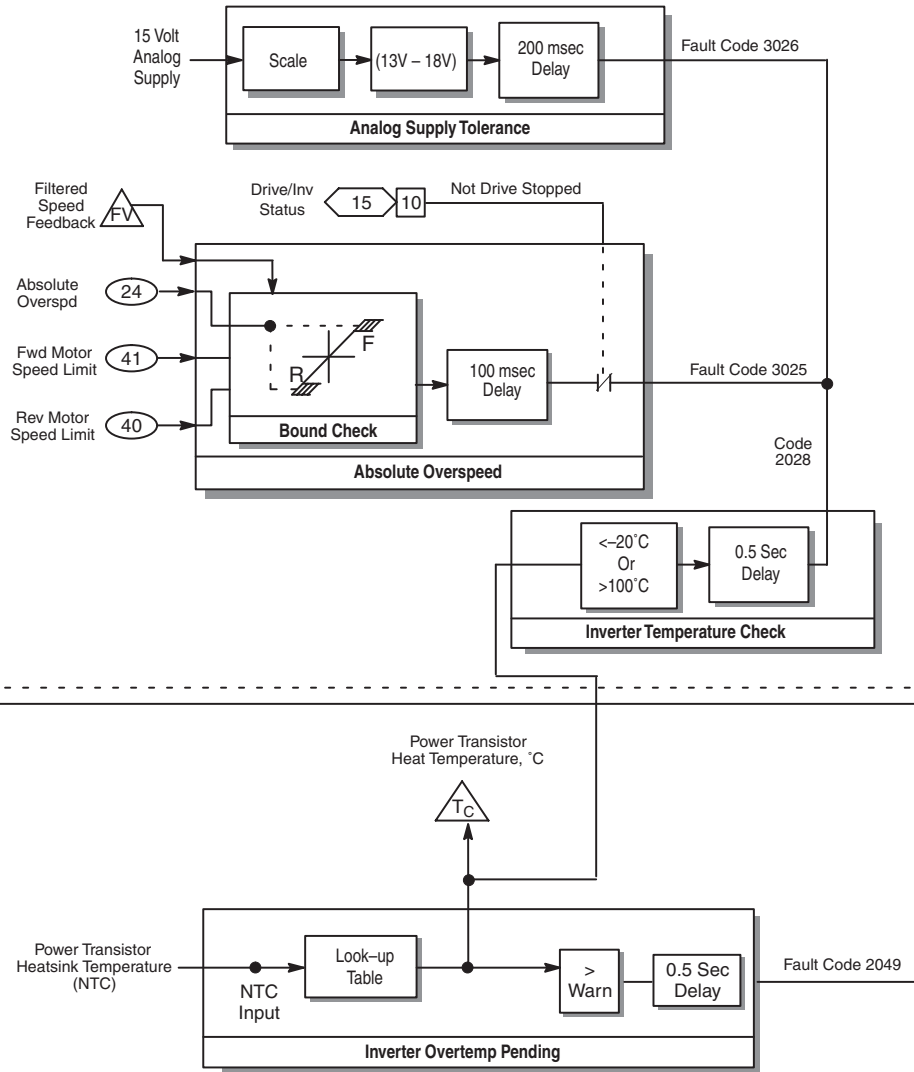 15 Volt
Analog
Supply
Scale
(13V – 18V)
200 msec
Delay
Fault Code 3026
Analog Supply Tolerance
Filtered
Speed
Feedback
FV
Drive/Inv
Status
15
10
Not Drive Stopped
Absolute
Overspd
24
Fwd Motor
Speed Limit
41
Rev Motor
Speed Limit
40
F
R
Bound Check
100 msec
Delay
Fault Code 3025
Absolute Overspeed
Code
2028
<–20˚C
Or
>100˚C
0.5 Sec
Delay
Inverter Temperature Check
Power Transistor
Heat Temperature, ˚C
TC
Power Transistor
Heatsink Temperature
(NTC)
NTC
Input
Look–up
Table
>
Warn
0.5 Sec
Delay
Fault Code 2049
Inverter Overtemp Pending